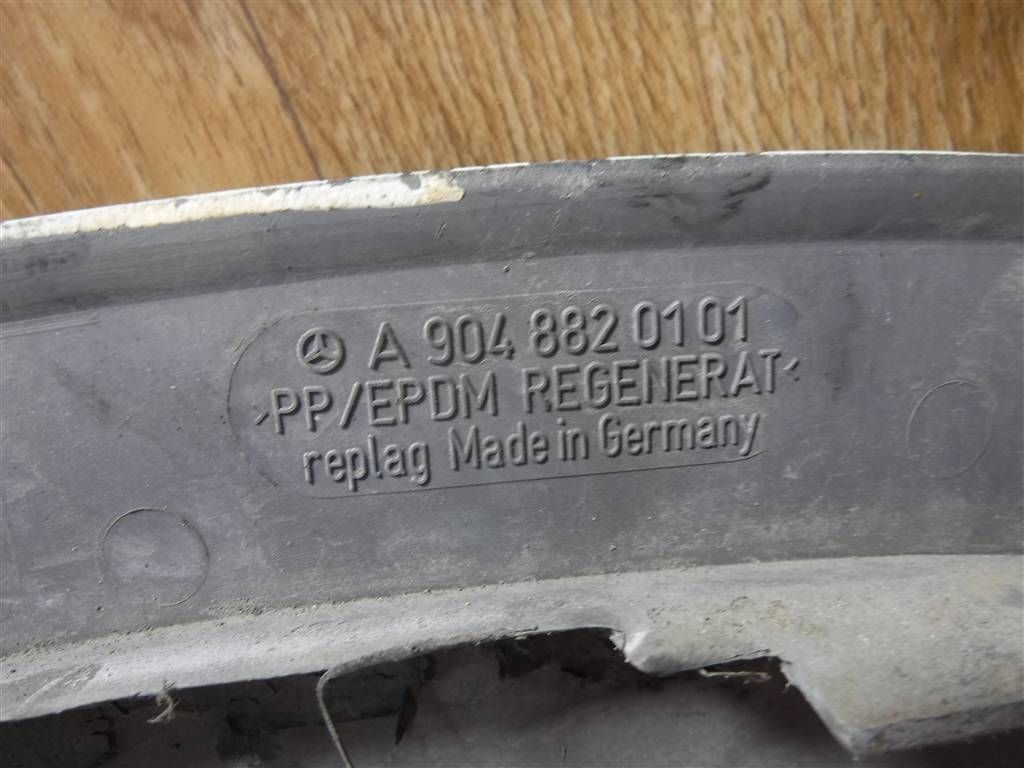 A 904 882 01 01
>PP/EPDM REGENERAT<
replag Made in Germany